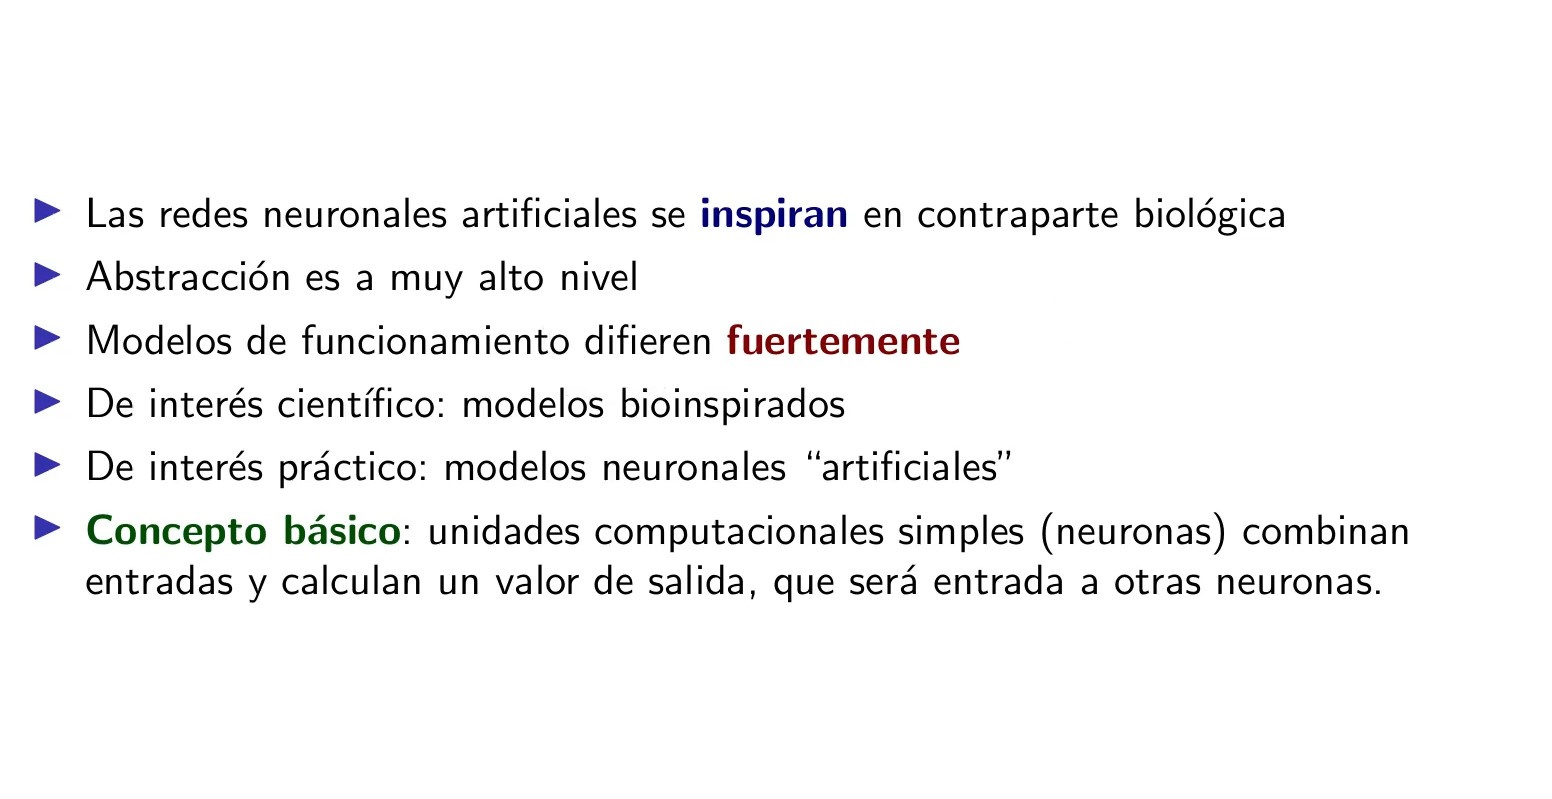 Las redes neuronales artificiales se inspiran en contraparte biológica
Abstracción es a muy alto nivel
Modelos de funcionamiento difieren fuertemente
De interés científico: modelos bioinspirados
De interés práctico: modelos neuronales “artificiales”
Concepto básico: unidades computacionales simples (neuronas) combinan
entradas y calculan un valor de salida, que será entrada a otras neuronas.